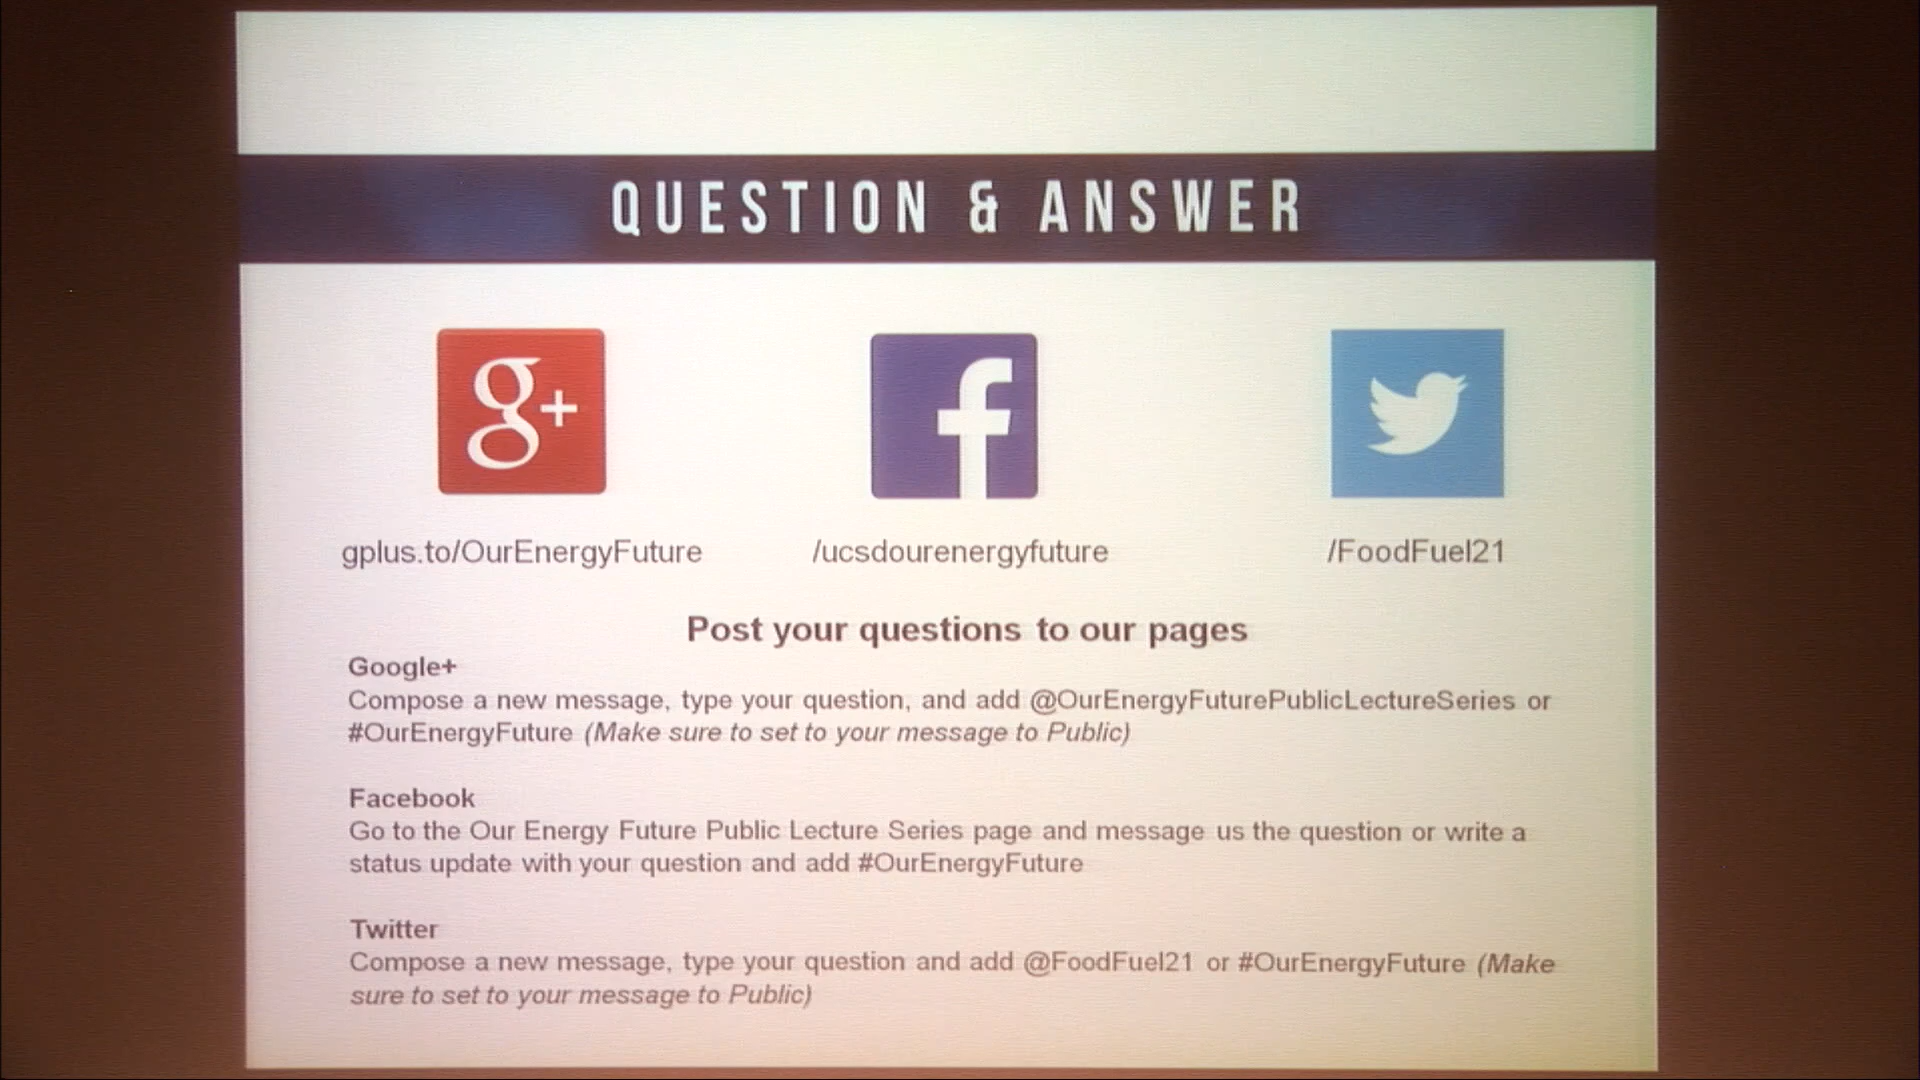 QUESTION & ANSWER
g+
f
gplus.to/OurEnergyFuture
/ucsdourenergyfuture
/FoodFuel21
Post your questions to our pages
Google+
Compose a new message, type your question, and add @OurEnergyFuturePublicLectureSeries or
#OurEnergyFuture (Make sure to set to your message to Public)
Facebook
Go to the Our Energy Future Public Lecture Series page and message us the question or write a
status update with your question and add #OurEnergyFuture
Twitter
Compose a new message, type your question and add @FoodFuel21 or #OurEnergyFuture (Make
sure to set to your message to Public)